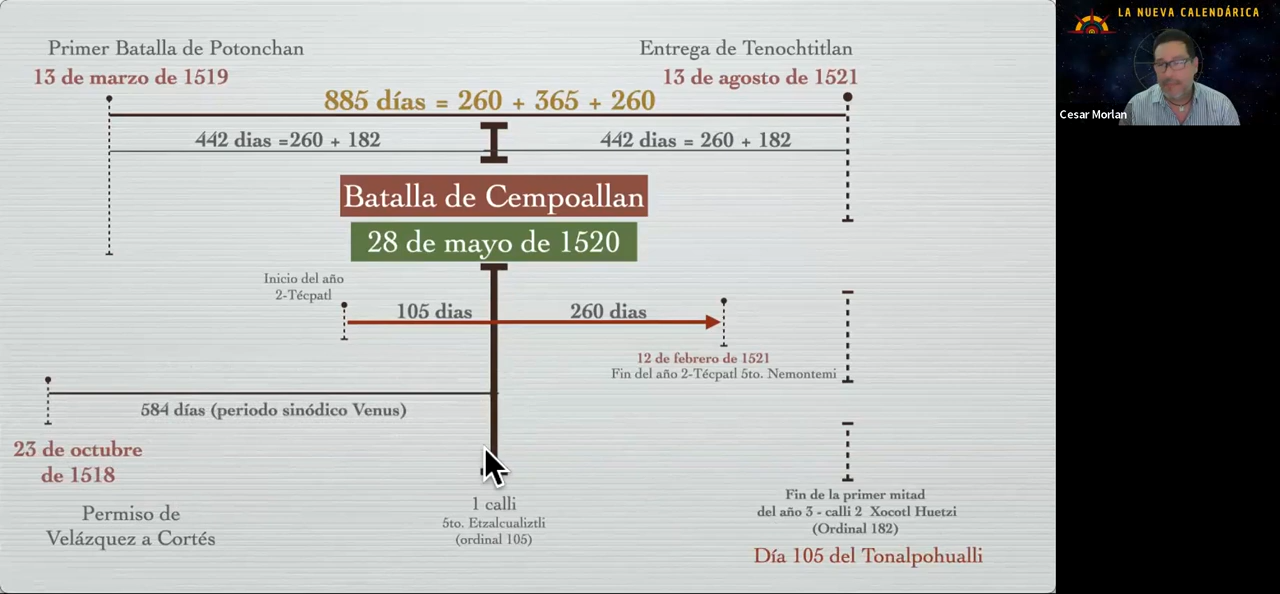 LA NUEVA CALENDÁRICA
Primer Batalla de Potonchan
Entrega de Tenochtitlan
13 de marzo de 1519
13 de agosto de 1521
885 días = 260 + 365 + 260
442 dias =260 + 182
442 dias = 260 + 182
Cesar Morlan
Batalla de Cempoallan
28 de mayo de 1520
Inicio del año
2-Técpatl
105 dias
260 dias
12 de febrero de 1521
Fin del año 2-Técpatl 5to. Nemontemi
584 días (periodo sinódico Venus)
23 de octubre
de 1518
Permiso de
Velázquez a Cortés
1 calli
5to. Etzalcualiztli
(ordinal 105)
Fin de la primer mitad
del año 3 - calli 2 Xocotl Huetzi
(Ordinal 182)
Día 105 del Tonalpohualli